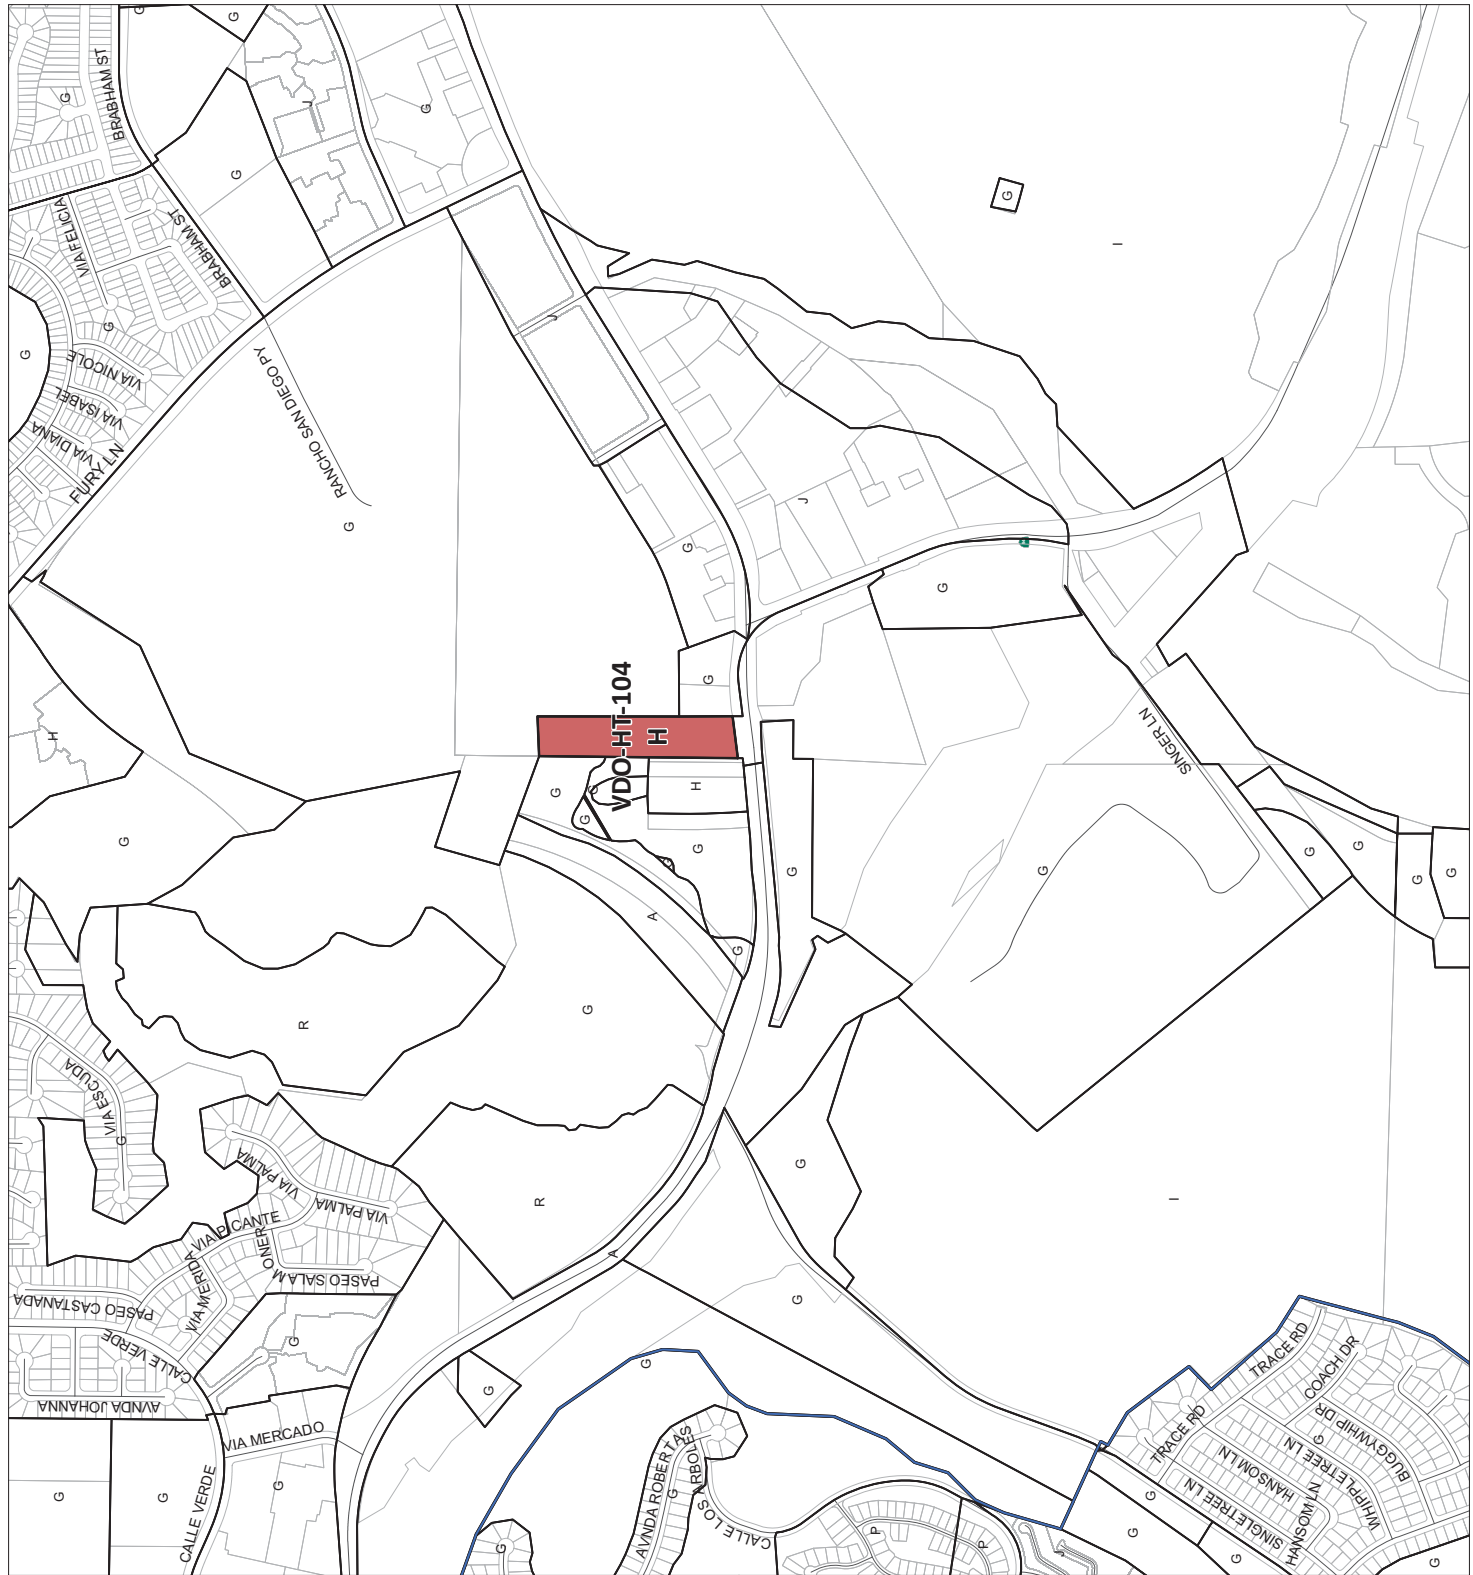 G
G
BRABHAM ST
G
J
G
G
G
I
VIA FELICIA
BRABHAM ST
G
G
J
VIA NICOLE
VIA ISABEL
VIA DIANA
FURY LN
RANCHO SAN DIEGO PY
G
J
G
G
G
VDO-HT-104
H
H
G
SINGER LN
G
G
G
H
G
G
G
G
G
G
G
G
G
A
G
R
G
VIA ESCUDA
G
VIA PALMA
VIA PALMA
VIA PICANTE
R
G
I
A
VIA MERIDA
PASEO SALAMONER
PASEO CASTANADA
G
CALLE VERDE
G
G
G
AVNDA JOHANNA
VIA MERCADO
TRACE RD
COACH DR
TRACE RD
BUGGYWHIP DR
G
WHIPPLETREE LN
HANSOM LN
SINGLETREE LN
HANSOM LN
AVNDA ROBERTAS
G
CALLE LOS ARBOLES
G
G
G
CALLE VERDE
G
P
P
J
G
G
G
G